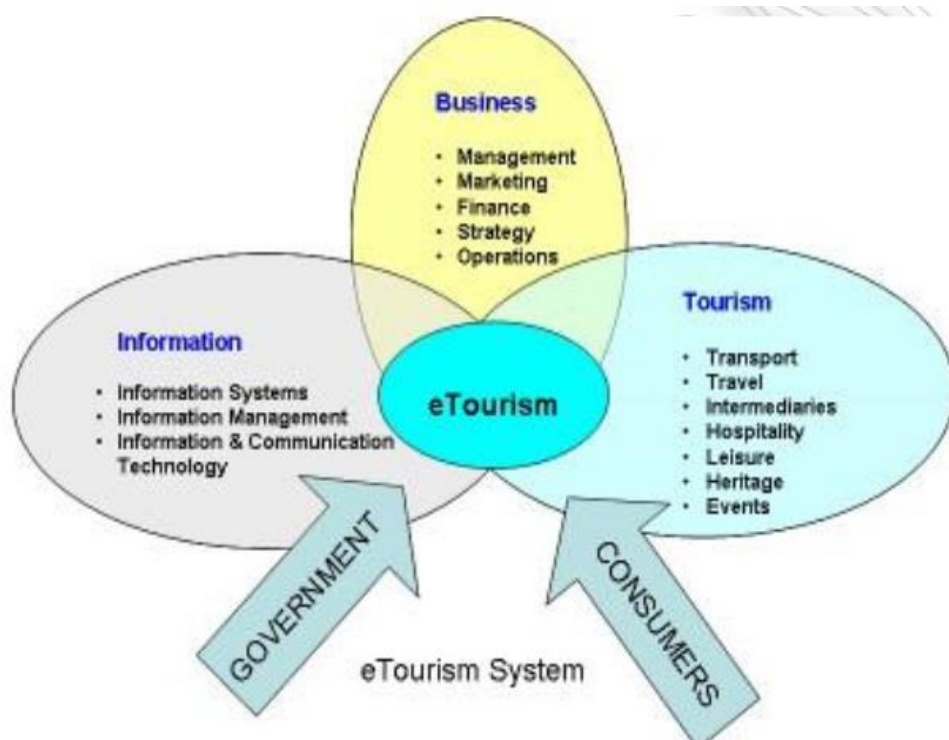 Business
• Management
• Marketing
• Finance
• Strategy
• Operations
Information
• Information Systems
• Information Management
• Information & Communication
Technology
eTourism
Tourism
• Transport
• Travel
• Intermediaries
• Hospitality
• Leisure
• Heritage
• Events
GOVERNMENT
CONSUMERS
eTourism System